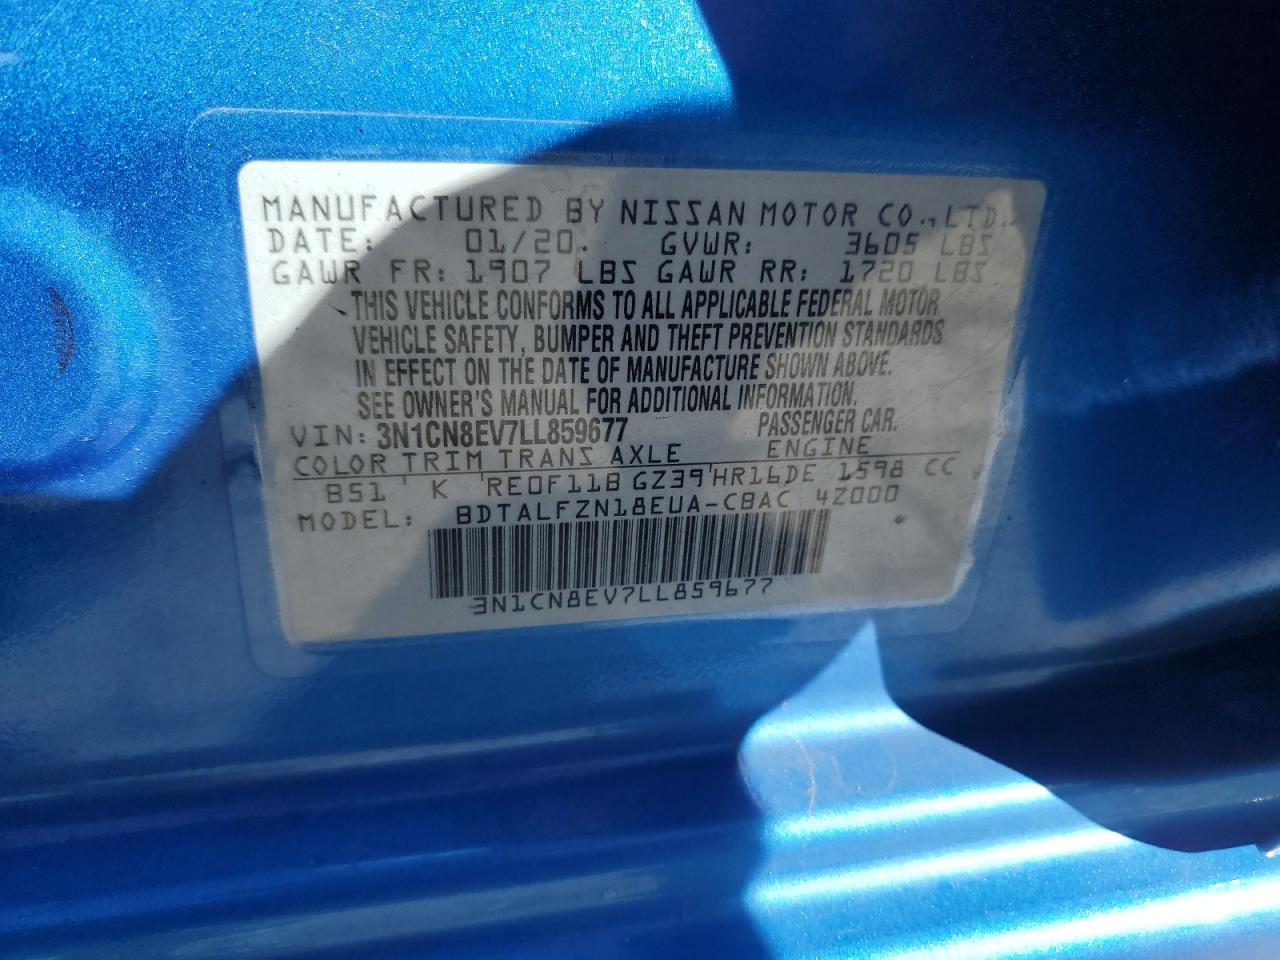 MANUFACTURED BY NISSAN MOTOR CO., LTD.
DATE: 01/20. GVWR: 3605 LBS
GAWR FR: 1907 LBS GAWR RR: 1720 LBS
THIS VEHICLE CONFORMS TO ALL APPLICABLE FEDERAL MOTOR
VEHICLE SAFETY, BUMPER AND THEFT PREVENTION STANDARDS
IN EFFECT ON THE DATE OF MANUFACTURE SHOWN ABOVE.
SEE OWNER'S MANUAL FOR ADDITIONAL INFORMATION.
VIN: 3N1CN8EV7LL859677 PASSENGER CAR.
COLOR TRIM TRANS AXLE ENGINE
B51 K RE0F11B GZ39 HR16DE 1598 CC
MODEL: BDTALFZN18EUA-CBAC 4Z000
3N1CN8EV7LL859677